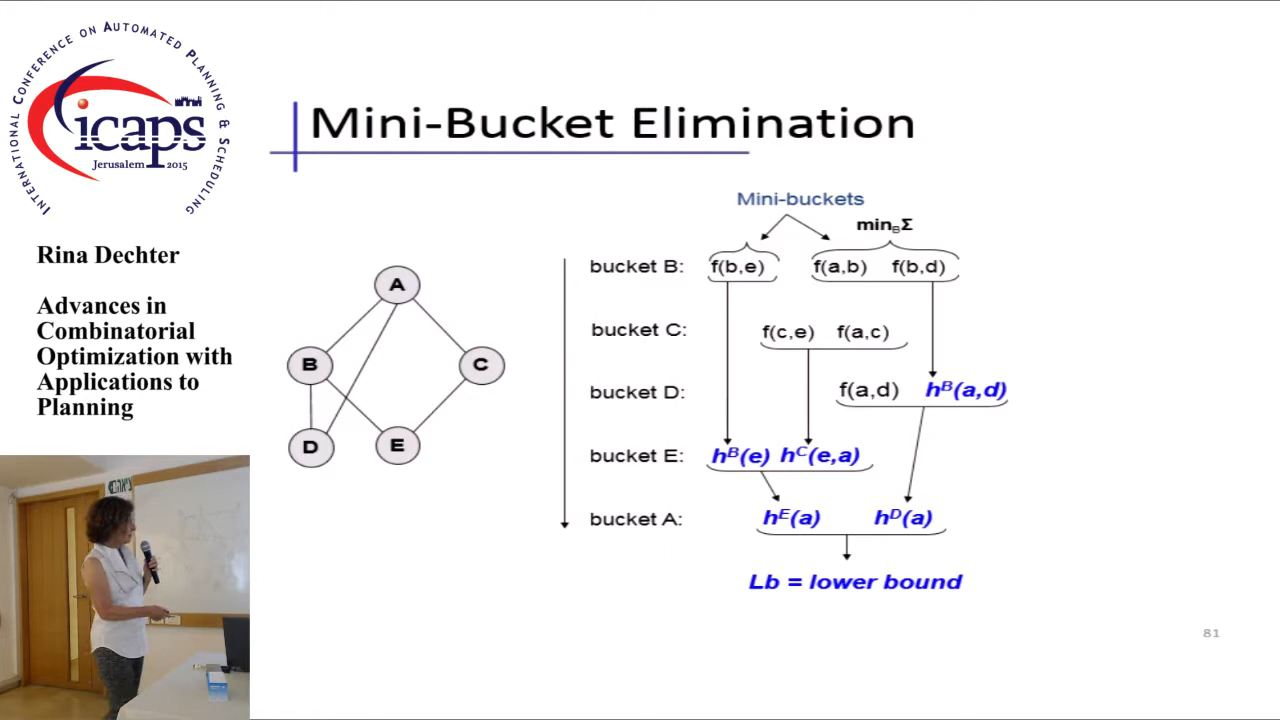 INTERNATIONAL CONFERENCE ON AUTOMATED PLANNING & SCHEDULING
icaps
Jerusalem 2015
Mini-Bucket Elimination
Rina Dechter
Advances in
Combinatorial
Optimization with
Applications to
Planning
A
B
C
D
E
Mini-buckets
minBΣ
bucket B: f(b,e) f(a,b) f(b,d)
bucket C: f(c,e) f(a,c)
bucket D: f(a,d) hB(a,d)
bucket E: hB(e) hC(e,a)
bucket A: hE(a) hD(a)
Lb = lower bound
81